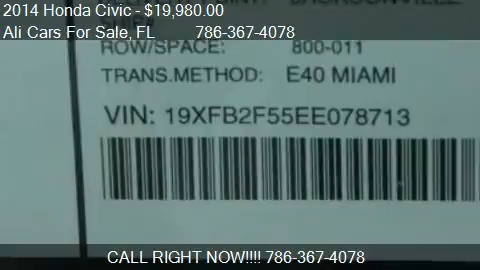 2014 Honda Civic - $19,980.00
Ali Cars For Sale, FL 786-367-4078
ROW/SPACE: 800-011
TRANS.METHOD: E40 MIAMI
VIN: 19XFB2F55EE078713
CALL RIGHT NOW!!!! 786-367-4078